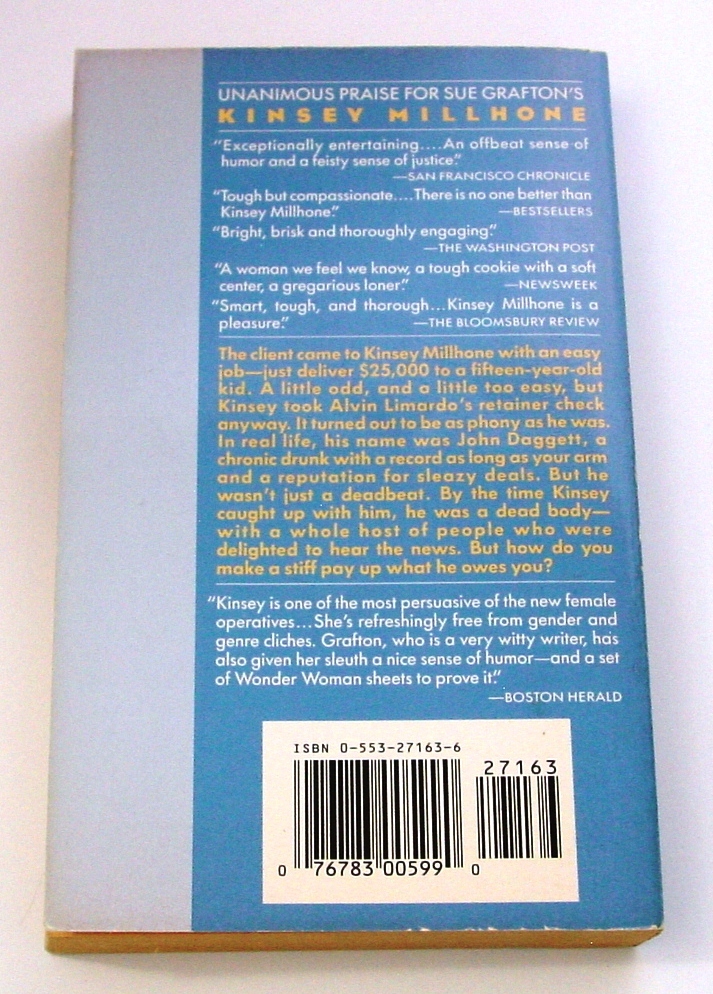 UNANIMOUS PRAISE FOR SUE GRAFTON'S
KINSEY MILLHONE
"Exceptionally entertaining....An offbeat sense of
humor and a feisty sense of justice."
—SAN FRANCISCO CHRONICLE
"Tough but compassionate....There is no one better than
Kinsey Millhone." —BESTSELLERS
"Bright, brisk and thoroughly engaging."
—THE WASHINGTON POST
"A woman we feel we know, a tough cookie with a soft
center, a gregarious loner." —NEWSWEEK
"Smart, tough, and thorough...Kinsey Millhone is a
pleasure." —THE BLOOMSBURY REVIEW
The client came to Kinsey Millhone with an easy
job—just deliver $25,000 to a fifteen-year-old
kid. A little odd, and a little too easy, but
Kinsey took Alvin Limardo's retainer check
anyway. It turned out to be as phony as he was.
In real life, his name was John Daggett, a
chronic drunk with a record as long as your arm
and a reputation for sleazy deals. But he
wasn't just a deadbeat. By the time Kinsey
caught up with him, he was a dead body—
with a whole host of people who were
delighted to hear the news. But how do you
make a stiff pay up what he owes you?
"Kinsey is one of the most persuasive of the new female
operatives...She's refreshingly free from gender and
genre cliches. Grafton, who is a very witty writer, has
also given her sleuth a nice sense of humor—and a set
of Wonder Woman sheets to prove it."
—BOSTON HERALD
ISBN 0-553-27163-6
27163
0 76783 00599 0